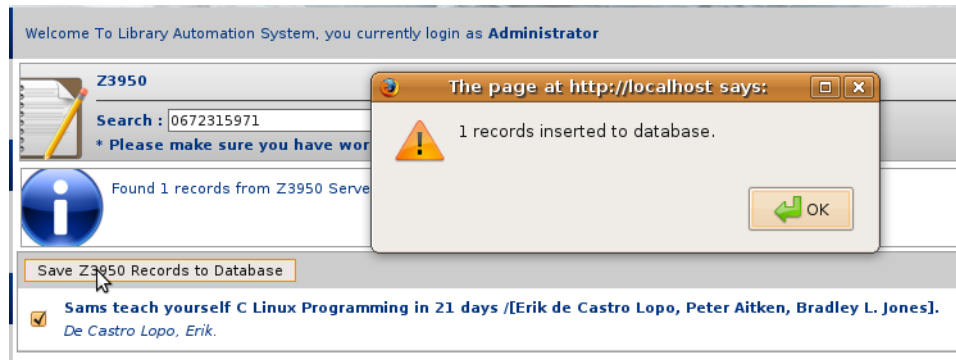 Welcome To Library Automation System, you currently login as Administrator
Z3950
The page at http://localhost says:
Search : 0672315971
1 records inserted to database.
* Please make sure you have wor
Found 1 records from Z3950 Serve
OK
Save Z3950 Records to Database
Sams teach yourself C Linux Programming in 21 days /[Erik de Castro Lopo, Peter Aitken, Bradley L. Jones].
De Castro Lopo, Erik.